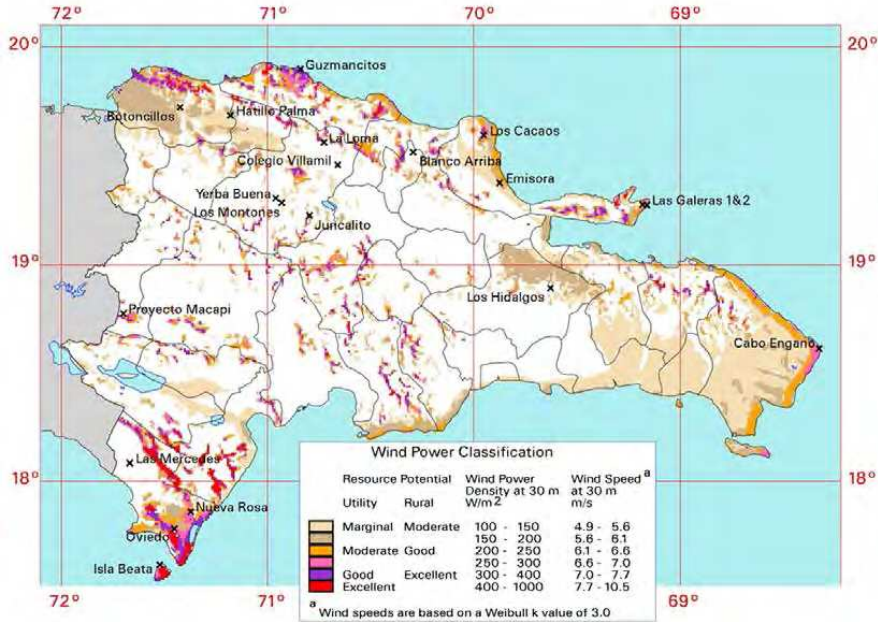 72° 71° 70° 69°
20° 20°
Guzmancitos
Botoncillos
Hatillo Palma
Los Cacaos
La Loma
Colegio Villamil
Blanco Arriba
Emisora
Yerba Buena
Las Galeras 1&2
Los Montones
Juncalito
19° 19°
Los Hidalgos
Proyecto Macapi
Cabo Engano
Las Mercedes
18° 18°
Nueva Rosa
Oviedo
Isla Beata
Wind Power Classification
Resource Potential Wind Power Wind Speed a
Density at 30 m at 30 m
Utility Rural W/m2 m/s
Marginal Moderate 100 - 150 4.9 - 5.6
150 - 200 5.6 - 6.1
Moderate Good 200 - 250 6.1 - 6.6
250 - 300 6.6 - 7.0
Good Excellent 300 - 400 7.0 - 7.7
Excellent 400 - 1000 7.7 - 10.5
a Wind speeds are based on a Weibull k value of 3.0
72° 71° 69°